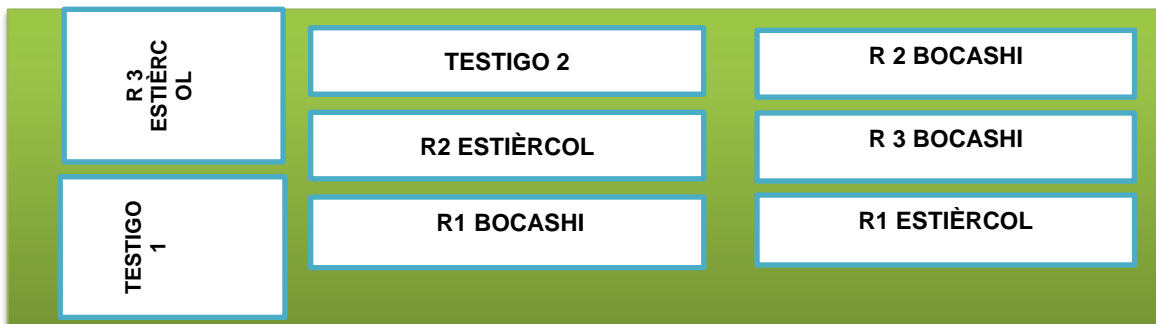 R 3
ESTIÈRC
OL
TESTIGO
1
TESTIGO 2
R2 ESTIÈRCOL
R1 BOCASHI
R 2 BOCASHI
R 3 BOCASHI
R1 ESTIÈRCOL